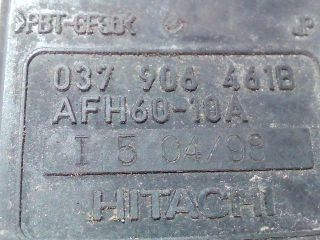 >PBT-GF30< JP
037 906 461B
AFH60-10A
I 5 04/98
HITACHI